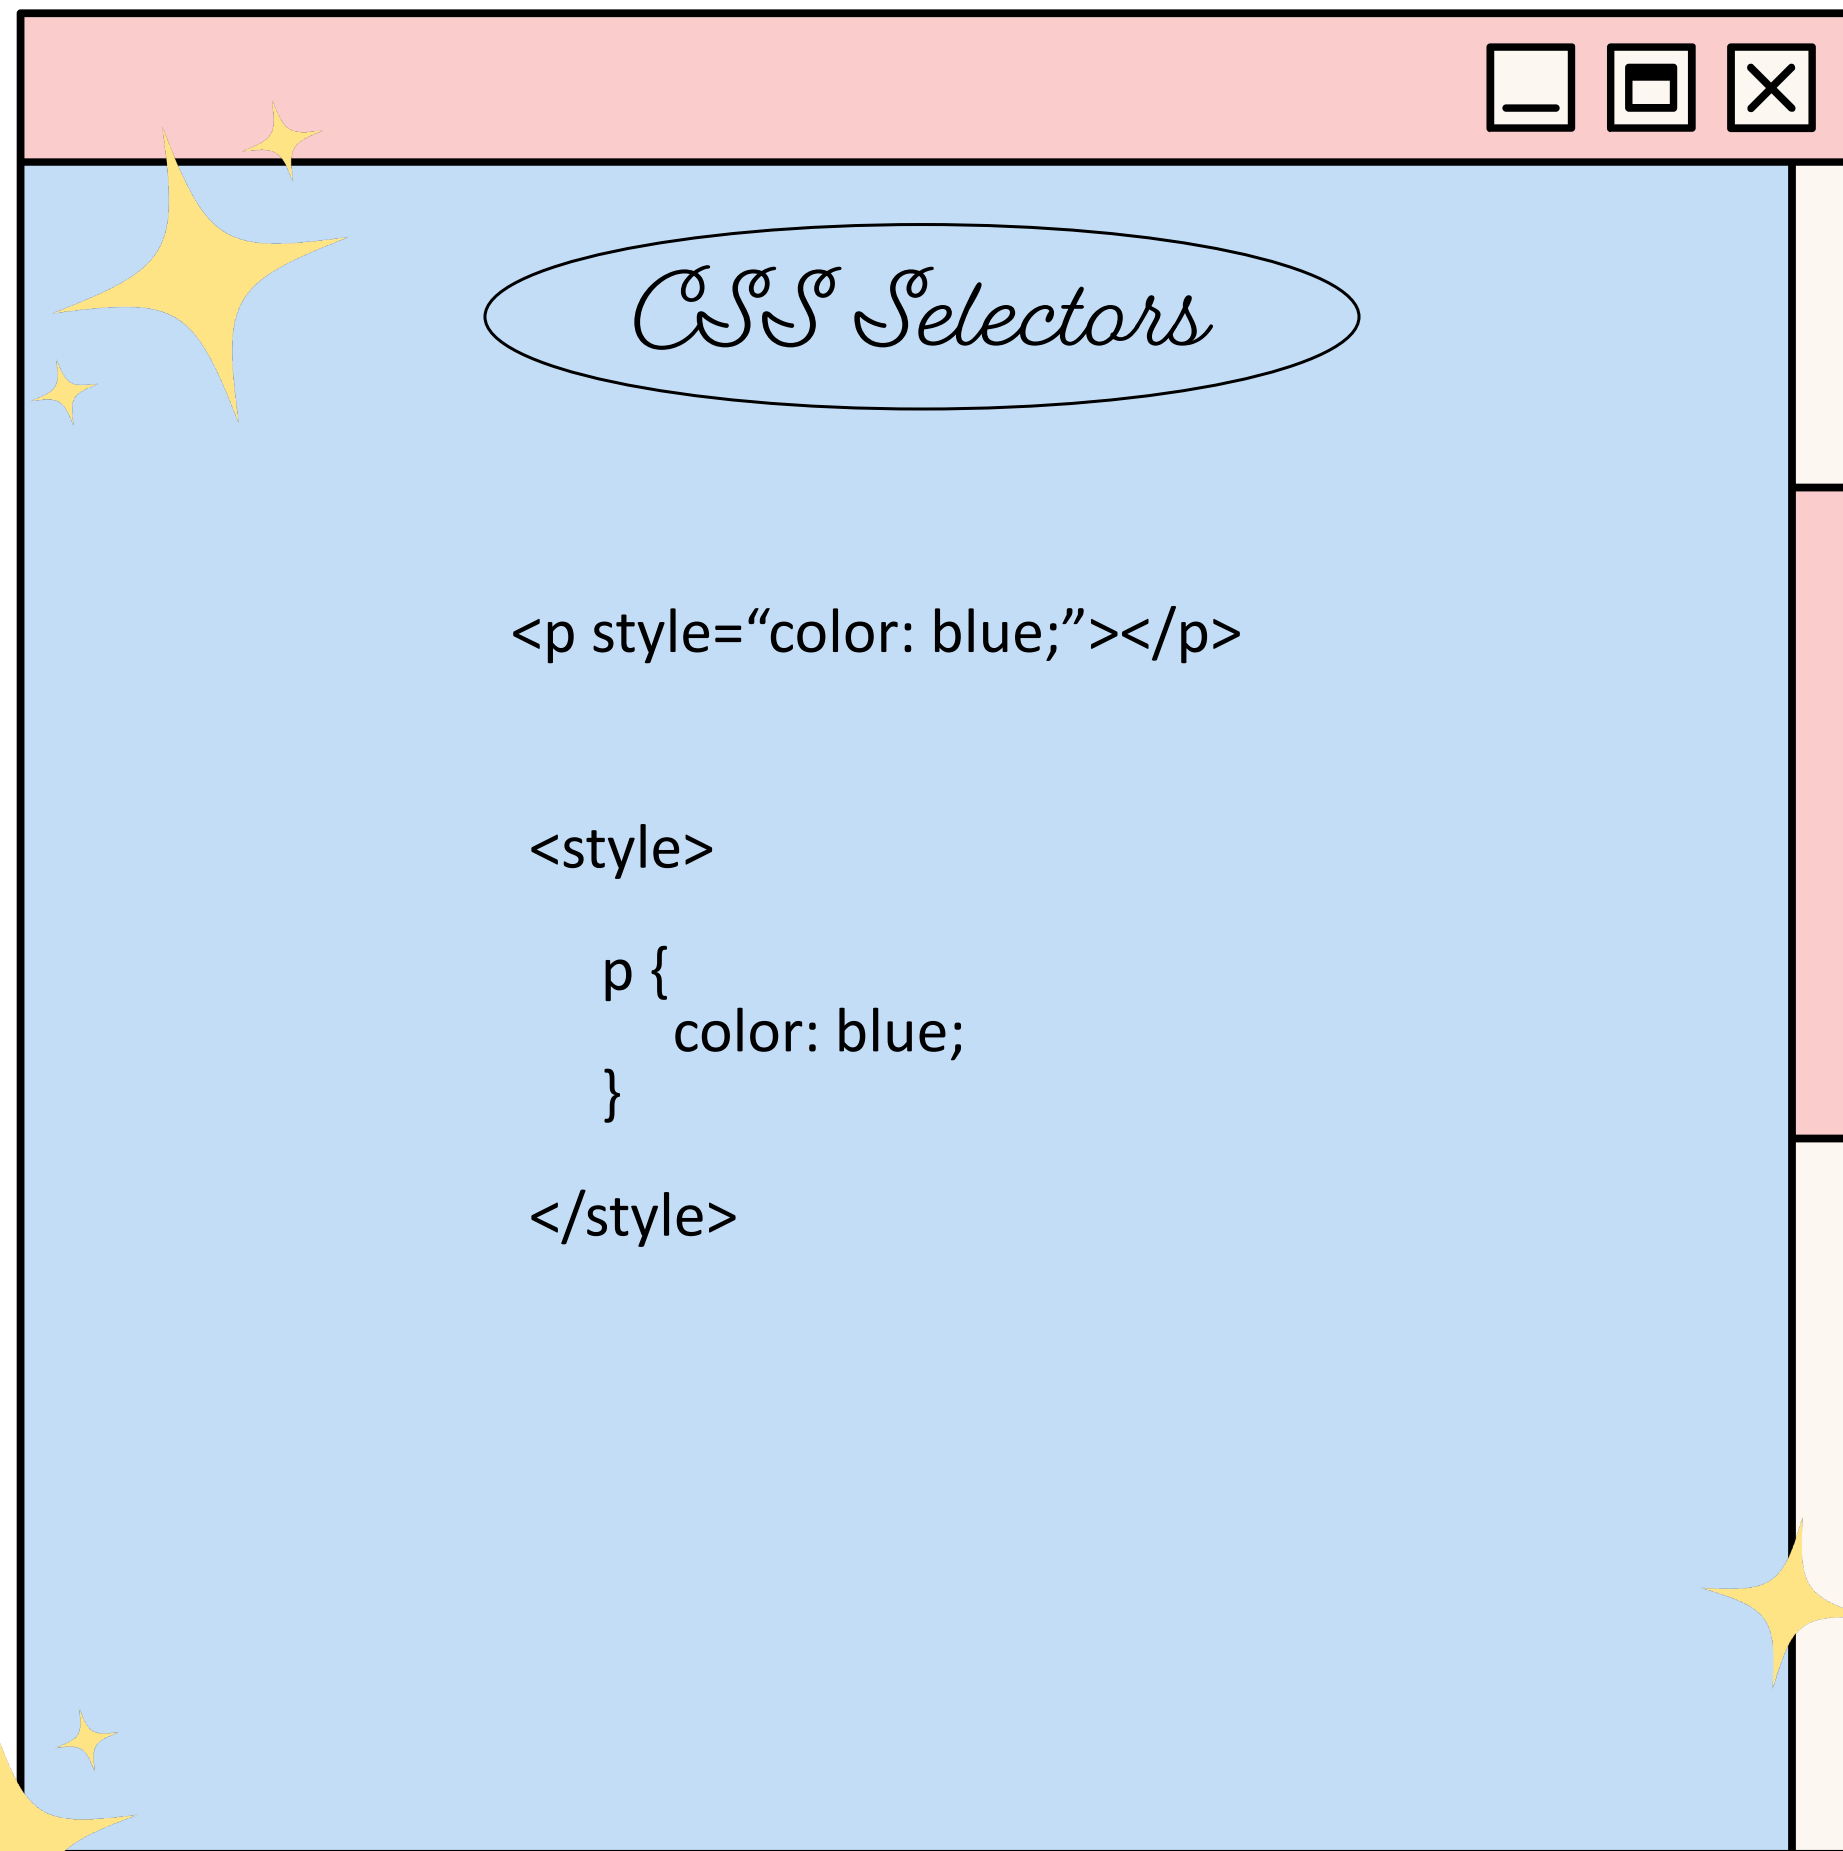 CSS Selectors
<p style=“color: blue;”></p>
<style>
p {
color: blue;
}
</style>